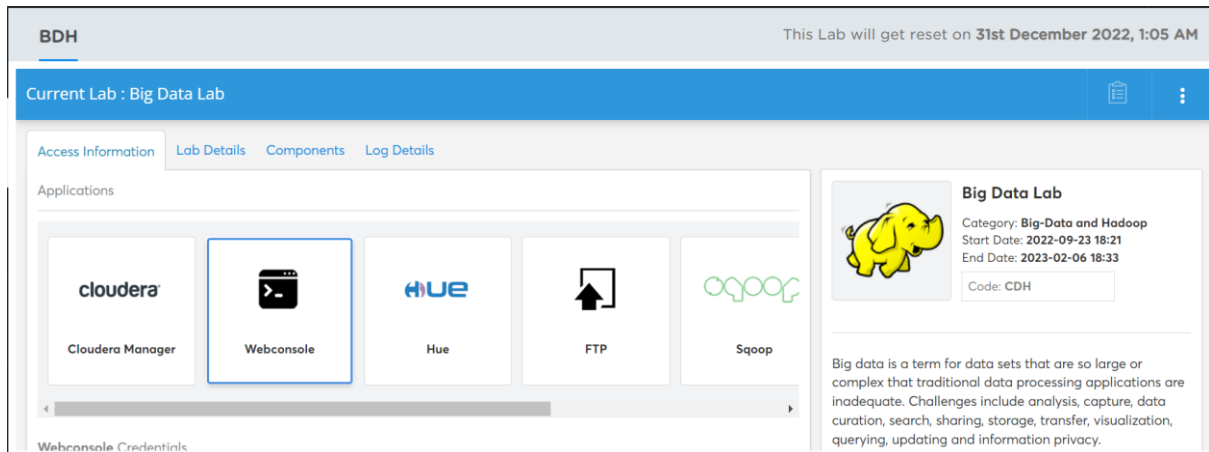 BDH
This Lab will get reset on 31st December 2022, 1:05 AM
Current Lab : Big Data Lab
Access Information
Lab Details
Components
Log Details
Applications
cloudera
Cloudera Manager
Webconsole
HUE
Hue
FTP
sqoop
Sqoop
Webconsole Credentials
Big Data Lab
Category: Big-Data and Hadoop
Start Date: 2022-09-23 18:21
End Date: 2023-02-06 18:33
Code: CDH
Big data is a term for data sets that are so large or
complex that traditional data processing applications are
inadequate. Challenges include analysis, capture, data
curation, search, sharing, storage, transfer, visualization,
querying, updating and information privacy.